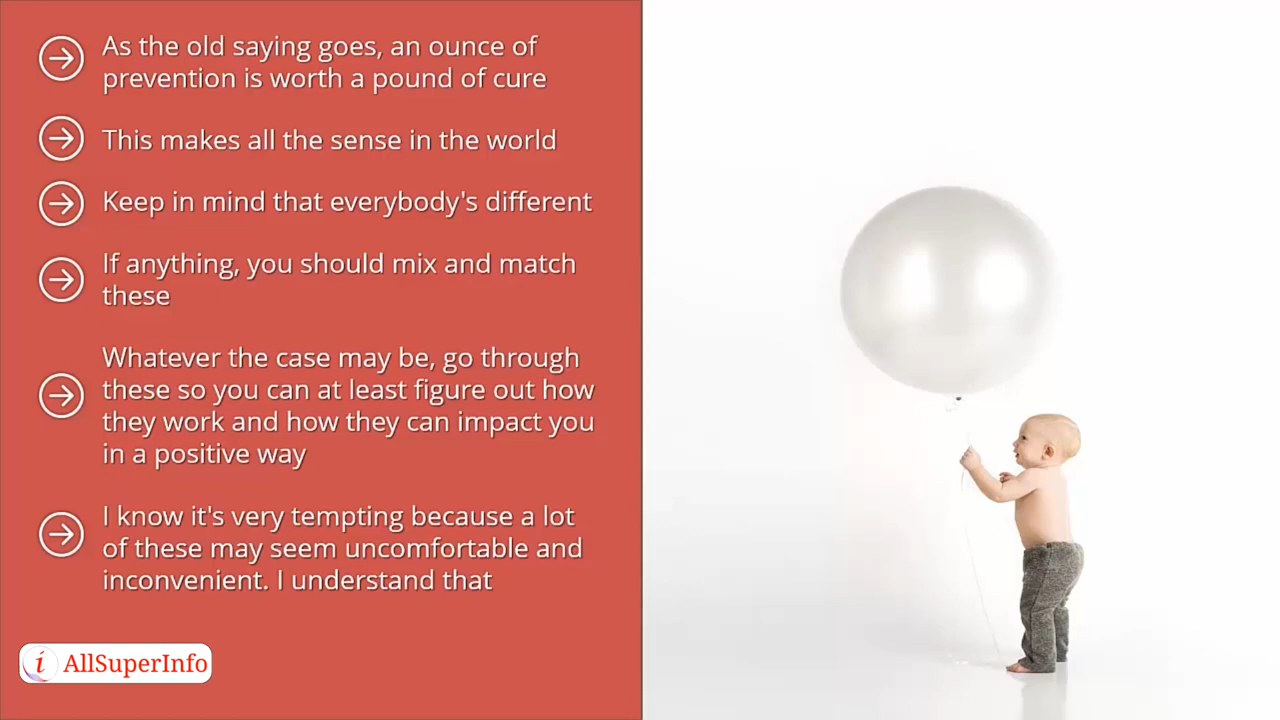 As the old saying goes, an ounce of
prevention is worth a pound of cure
This makes all the sense in the world
Keep in mind that everybody's different
If anything, you should mix and match
these
Whatever the case may be, go through
these so you can at least figure out how
they work and how they can impact you
in a positive way
I know it's very tempting because a lot
of these may seem uncomfortable and
inconvenient. I understand that
i AllSuperInfo